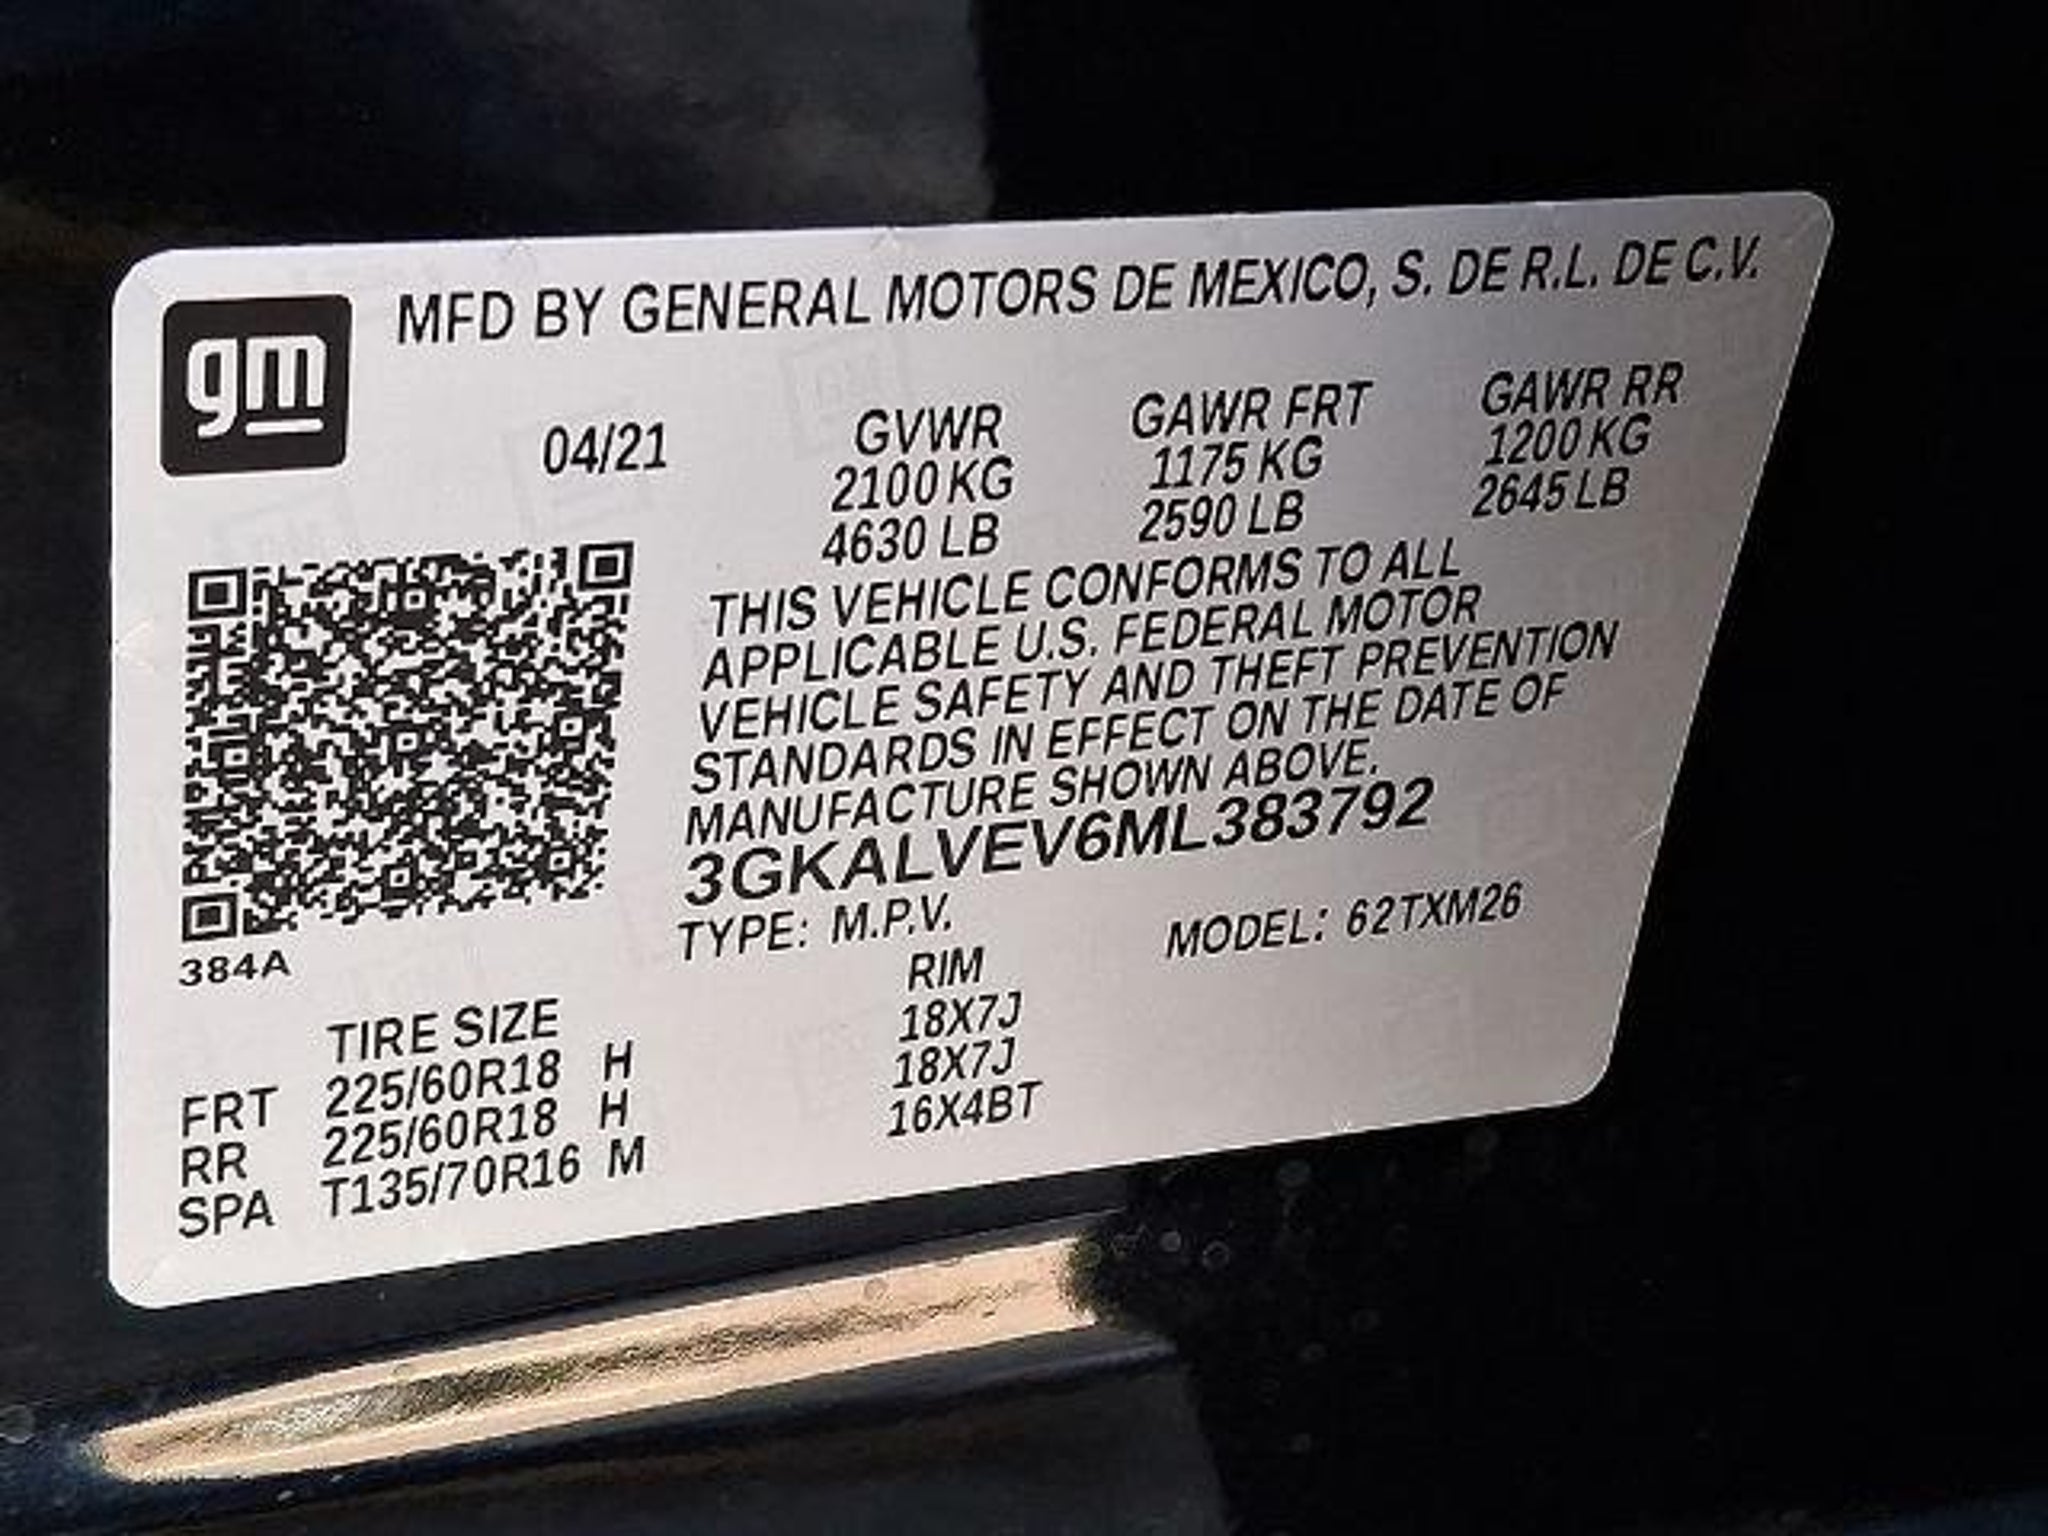 gm
MFD BY GENERAL MOTORS DE MEXICO, S. DE R.L. DE C.V.
04/21 GVWR GAWR FRT GAWR RR
2100 KG 1175 KG 1200 KG
4630 LB 2590 LB 2645 LB
THIS VEHICLE CONFORMS TO ALL
APPLICABLE U.S. FEDERAL MOTOR
VEHICLE SAFETY AND THEFT PREVENTION
STANDARDS IN EFFECT ON THE DATE OF
MANUFACTURE SHOWN ABOVE.
3GKALVEV6ML383792
TYPE: M.P.V. MODEL: 62TXM26
384A
TIRE SIZE RIM
FRT 225/60R18 H 18X7J
RR 225/60R18 H 18X7J
SPA T135/70R16 M 16X4BT